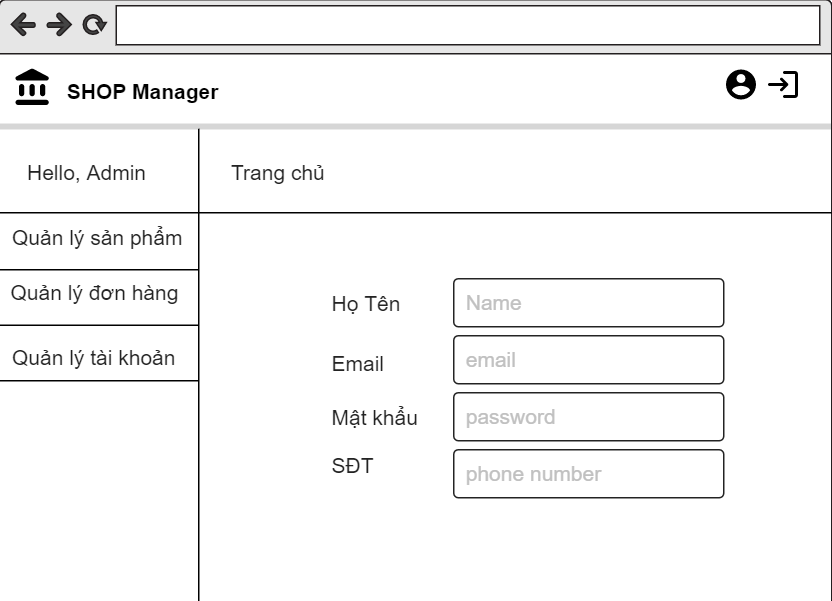 SHOP Manager
Hello, Admin
Trang chủ
Quản lý sản phẩm
Quản lý đơn hàng
Quản lý tài khoản
Họ Tên
Name
Email
email
Mật khẩu
password
SĐT
phone number